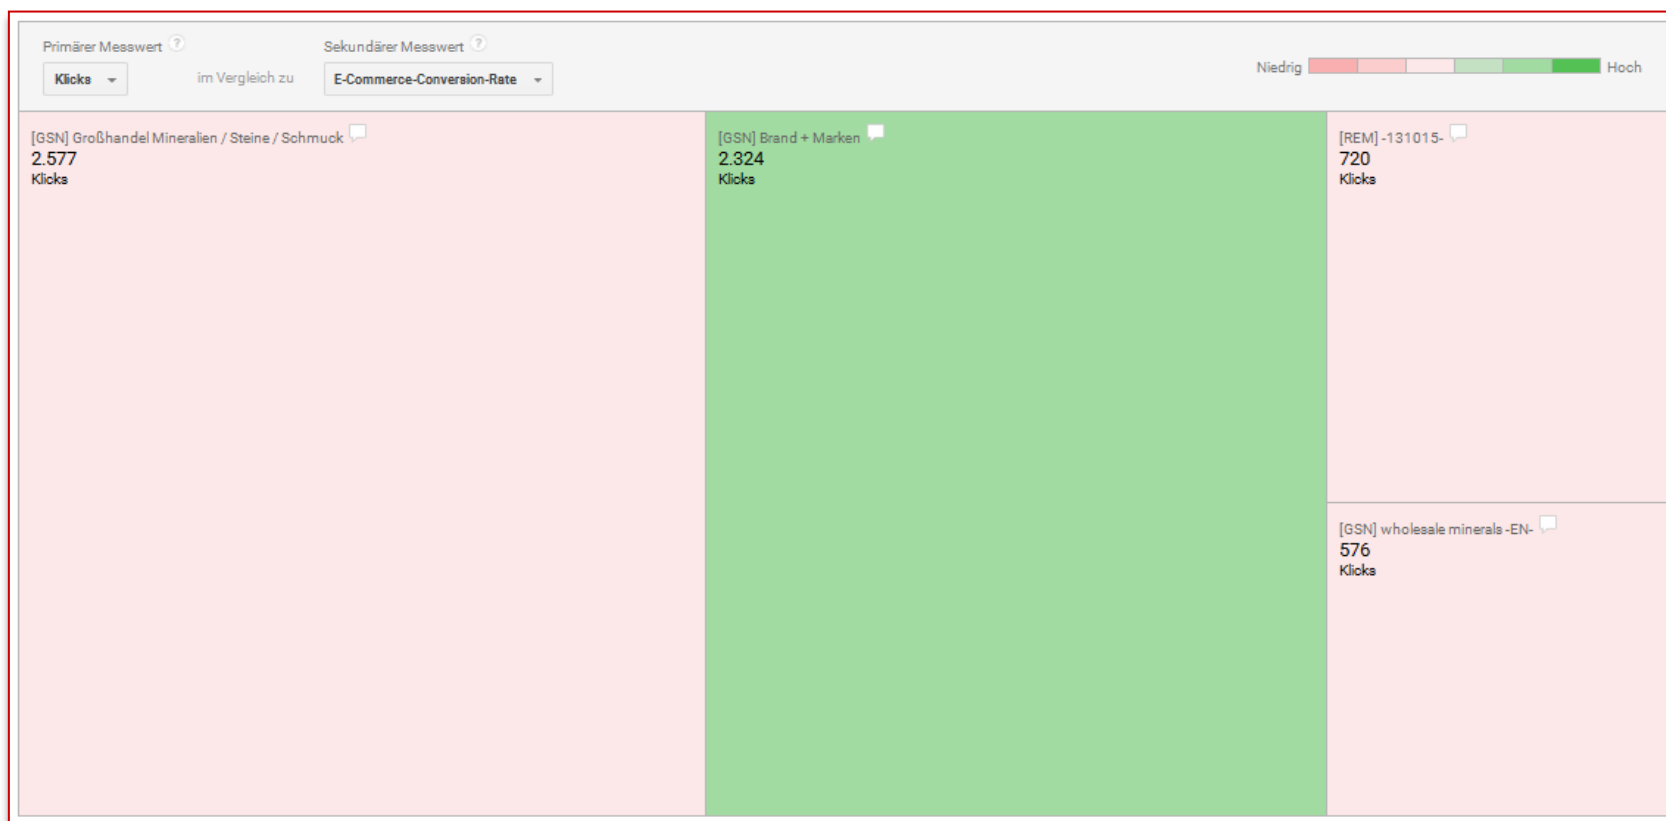 Primärer Messwert ?
Sekundärer Messwert ?
Klicks
im Vergleich zu
E-Commerce-Conversion-Rate
Niedrig
Hoch
[GSN] Großhandel Mineralien / Steine / Schmuck
2.577
Klicks
[GSN] Brand + Marken
2.324
Klicks
[REM] -131015-
720
Klicks
[GSN] wholesale minerals -EN-
576
Klicks